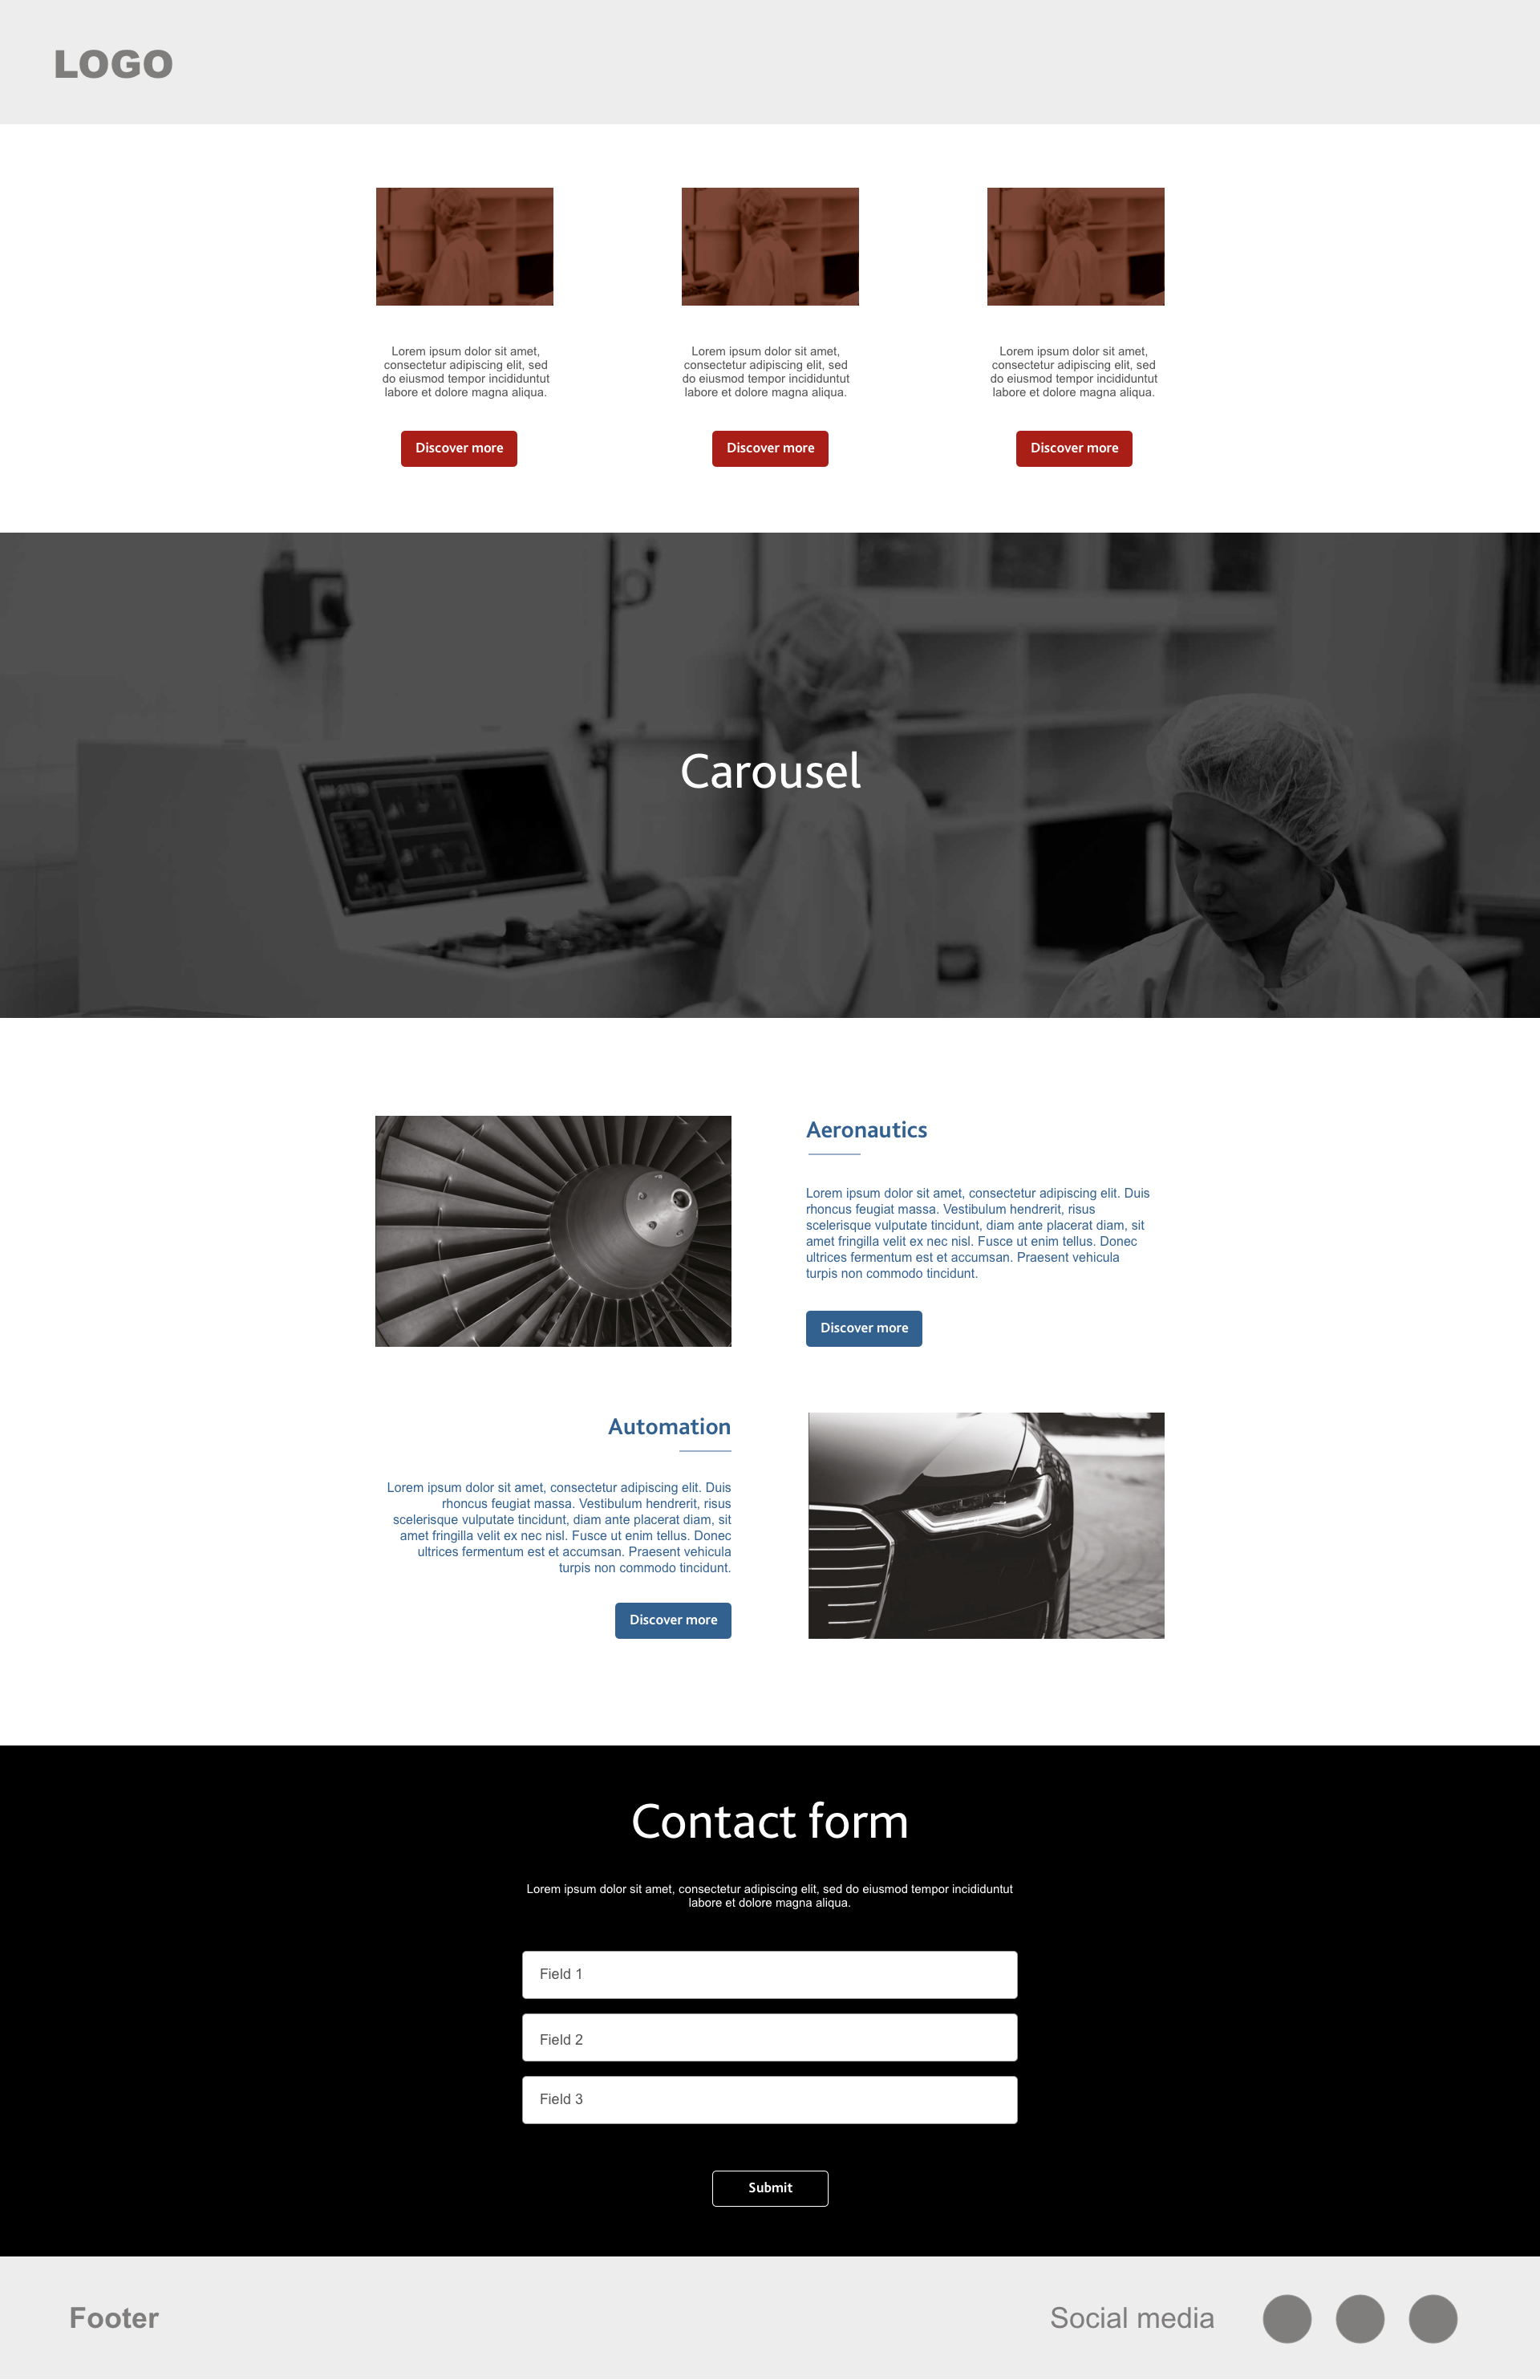 LOGO
Lorem ipsum dolor sit amet,
consectetur adipiscing elit, sed
do eiusmod tempor incididuntut
labore et dolore magna aliqua.
Discover more
Lorem ipsum dolor sit amet,
consectetur adipiscing elit, sed
do eiusmod tempor incididuntut
labore et dolore magna aliqua.
Discover more
Lorem ipsum dolor sit amet,
consectetur adipiscing elit, sed
do eiusmod tempor incididuntut
labore et dolore magna aliqua.
Discover more
Carousel
Aeronautics
Lorem ipsum dolor sit amet, consectetur adipiscing elit. Duis
rhoncus feugiat massa. Vestibulum hendrerit, risus
scelerisque vulputate tincidunt, diam ante placerat diam, sit
amet fringilla velit ex nec nisl. Fusce ut enim tellus. Donec
ultrices fermentum est et accumsan. Praesent vehicula
turpis non commodo tincidunt.
Discover more
Automation
Lorem ipsum dolor sit amet, consectetur adipiscing elit. Duis
rhoncus feugiat massa. Vestibulum hendrerit, risus
scelerisque vulputate tincidunt, diam ante placerat diam, sit
amet fringilla velit ex nec nisl. Fusce ut enim tellus. Donec
ultrices fermentum est et accumsan. Praesent vehicula
turpis non commodo tincidunt.
Discover more
Contact form
Lorem ipsum dolor sit amet, consectetur adipiscing elit, sed do eiusmod tempor incididuntut
labore et dolore magna aliqua.
Field 1
Field 2
Field 3
Submit
Footer
Social media